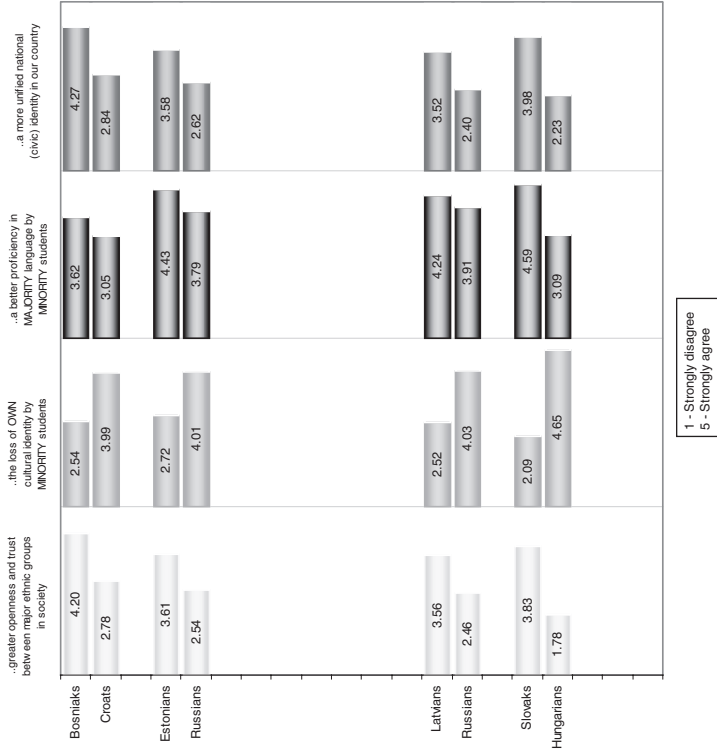 ..greater openness and trust
between major ethnic groups
in society
..the loss of OWN
cultural identity by
MINORITY students
..a better proficiency in
MAJORITY language by
MINORITY students
..a more unified national
(civic) identity in our country
Bosniaks
4.20
2.54
3.62
4.27
Croats
2.78
3.99
3.05
2.84
Estonians
3.61
2.72
4.43
3.58
Russians
2.54
4.01
3.79
2.62
Latvians
3.56
2.52
4.24
3.52
Russians
2.46
4.03
3.91
2.40
Slovaks
3.83
2.09
4.59
3.98
Hungarians
1.78
4.65
3.09
2.23
1 - Strongly disagree
5 - Strongly agree